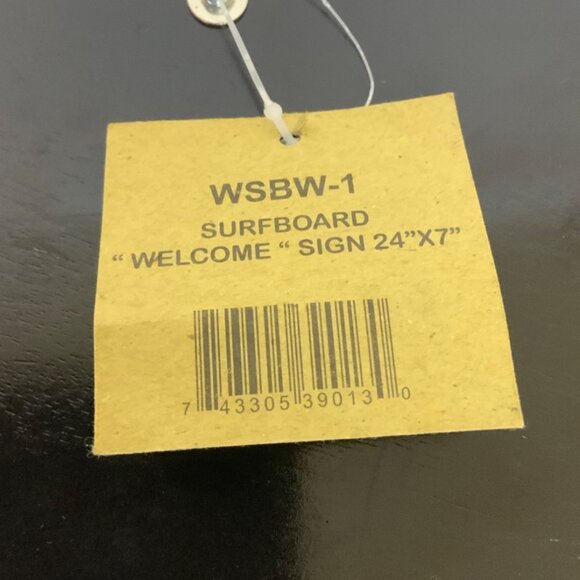 WSBW-1
SURFBOARD
“ WELCOME “ SIGN 24”X7”
7 43305 39013 0